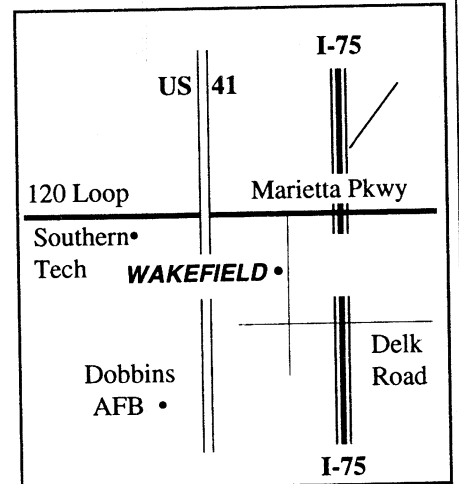 I-75
US 41
120 Loop
Marietta Pkwy
Southern
Tech
WAKEFIELD
Delk
Road
Dobbins
AFB
I-75